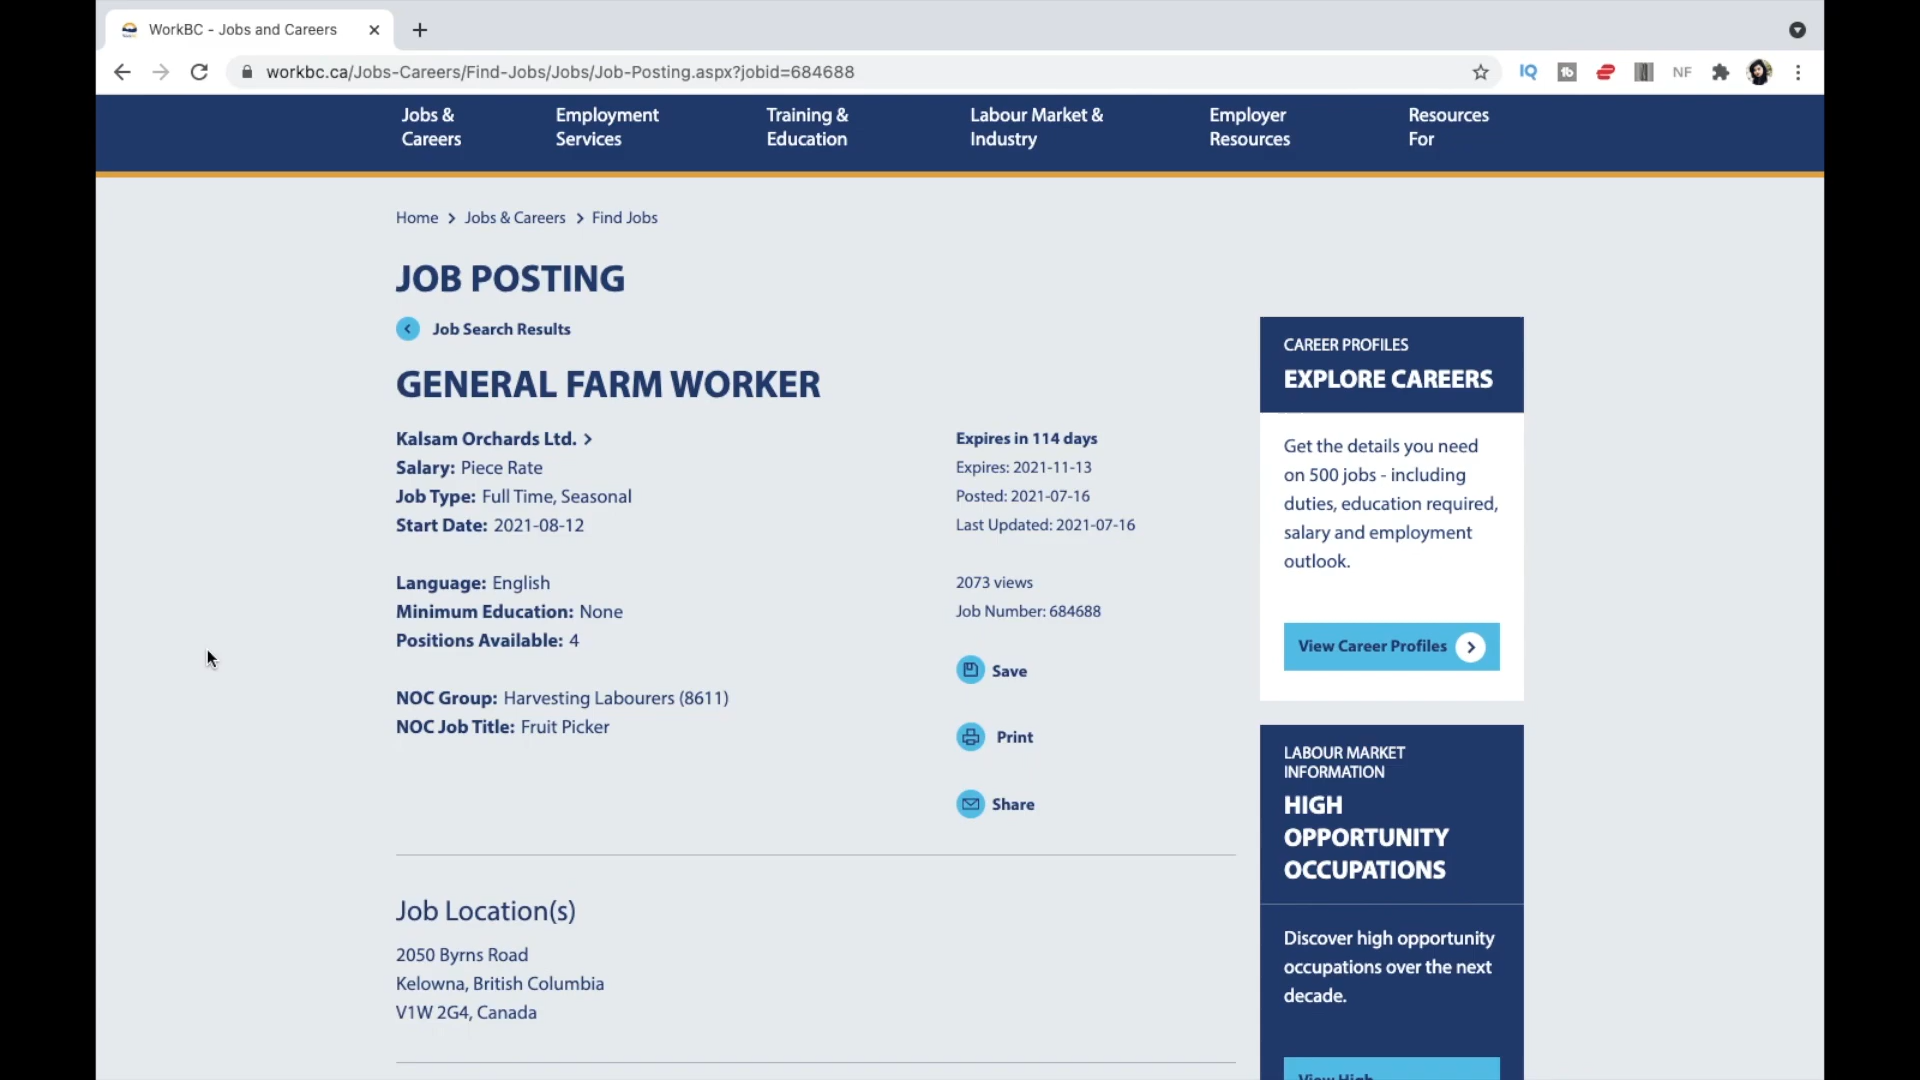 WorkBC - Jobs and Careers
workbc.ca/Jobs-Careers/Find-Jobs/Jobs/Job-Posting.aspx?jobid=684688
IQ
NF
Jobs &
Careers
Employment
Services
Training &
Education
Labour Market &
Industry
Employer
Resources
Resources
For
Home > Jobs & Careers > Find Jobs
JOB POSTING
Job Search Results
GENERAL FARM WORKER
Kalsam Orchards Ltd. >
Salary: Piece Rate
Job Type: Full Time, Seasonal
Start Date: 2021-08-12
Language: English
Minimum Education: None
Positions Available: 4
NOC Group: Harvesting Labourers (8611)
NOC Job Title: Fruit Picker
Expires in 114 days
Expires: 2021-11-13
Posted: 2021-07-16
Last Updated: 2021-07-16
2073 views
Job Number: 684688
Save
Print
Share
Job Location(s)
2050 Byrns Road
Kelowna, British Columbia
V1W 2G4, Canada
CAREER PROFILES
EXPLORE CAREERS
Get the details you need
on 500 jobs - including
duties, education required,
salary and employment
outlook.
View Career Profiles
LABOUR MARKET
INFORMATION
HIGH
OPPORTUNITY
OCCUPATIONS
Discover high opportunity
occupations over the next
decade.
View High